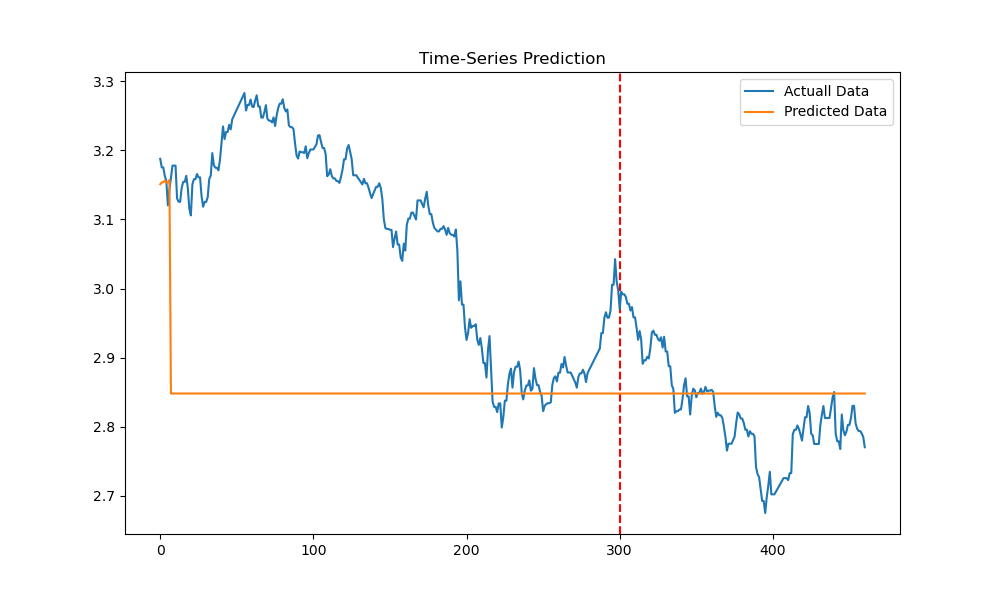 Time-Series Prediction
Actuall Data
Predicted Data
3.3
3.2
3.1
3.0
2.9
2.8
2.7
0 100 200 300 400